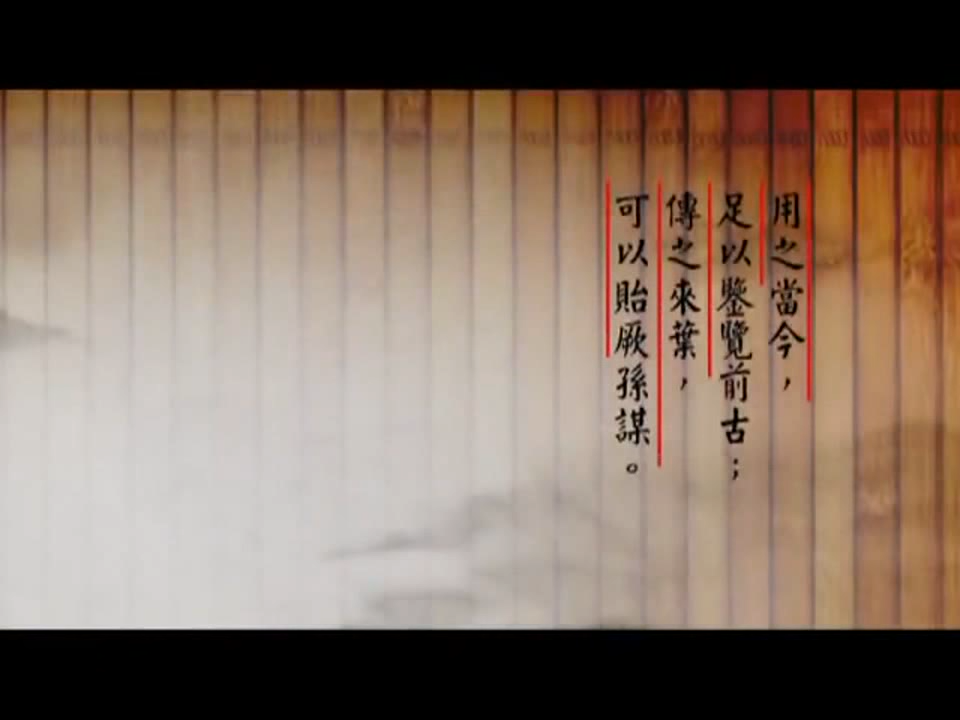 用之當今，
足以鑒覽前古；
傳之來葉，
可以貽厥孫謀。